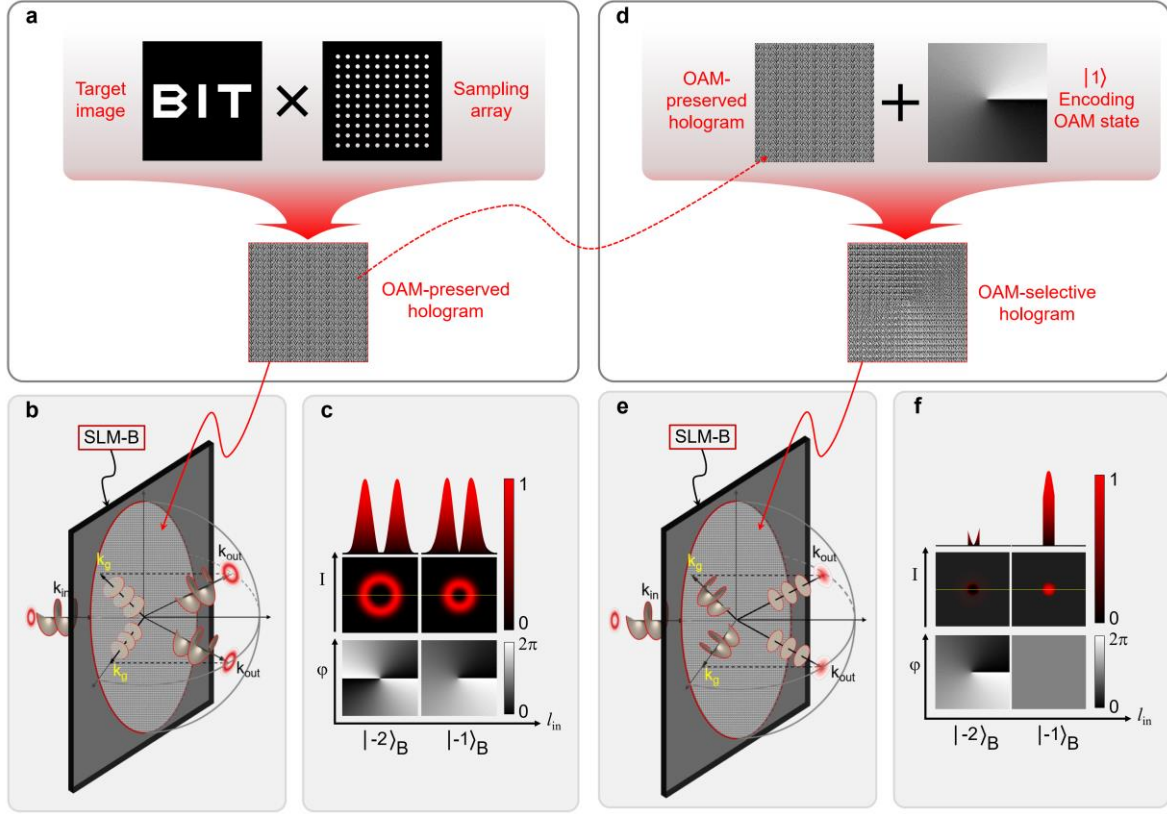 a
Target
image
BIT
×
Sampling
array
OAM-preserved
hologram
d
OAM-
preserved
hologram
+
|1⟩
Encoding
OAM state
OAM-selective
hologram
b
SLM-B
k_g
k_in
k_out
k_g
k_out
c
1
I
0
2π
φ
0
l_in
|-2⟩_B
|-1⟩_B
e
SLM-B
k_g
k_in
k_out
k_g
k_out
f
1
I
0
2π
φ
0
l_in
|-2⟩_B
|-1⟩_B